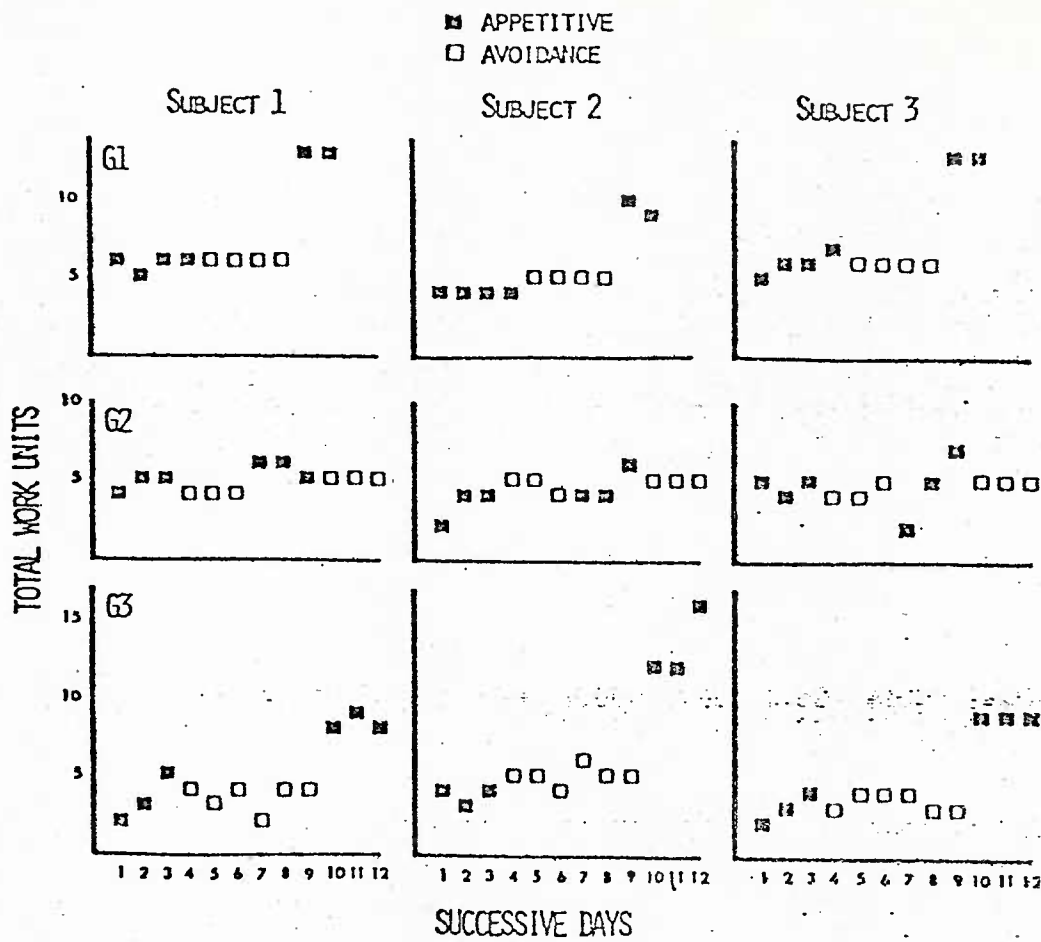 APPETITIVE
AVOIDANCE
SUBJECT 1 SUBJECT 2 SUBJECT 3
G1
10
5
10
G2
5
TOTAL WORK UNITS
G3
15
10
5
1 2 3 4 5 6 7 8 9 10 11 12 1 2 3 4 5 6 7 8 9 10 11 12 1 2 3 4 5 6 7 8 9 10 11 12
SUCCESSIVE DAYS